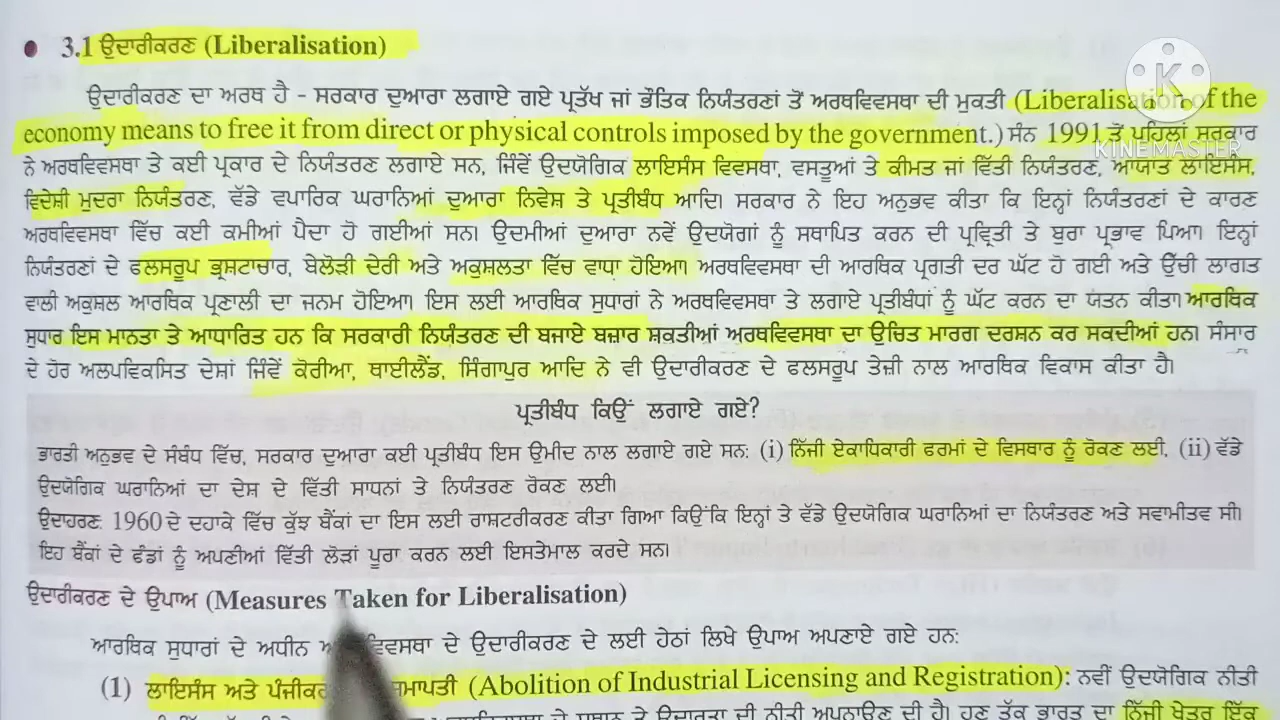 3.1 ਉਦਾਰੀਕਰਣ (Liberalisation)
ਉਦਾਰੀਕਰਣ ਦਾ ਅਰਥ ਹੈ - ਸਰਕਾਰ ਦੁਆਰਾ ਲਗਾਏ ਗਏ ਪ੍ਰਤੱਖ ਜਾਂ ਭੌਤਿਕ ਨਿਯੰਤਰਣਾਂ ਤੋਂ ਅਰਥਵਿਵਸਥਾ ਦੀ ਮੁਕਤੀ (Liberalisation of the
economy means to free it from direct or physical controls imposed by the government.) ਸੰਨ 1991 ਤੋਂ ਪਹਿਲਾਂ ਸਰਕਾਰ
ਨੇ ਅਰਥਵਿਵਸਥਾ ਤੇ ਕਈ ਪ੍ਰਕਾਰ ਦੇ ਨਿਯੰਤਰਣ ਲਗਾਏ ਸਨ, ਜਿਵੇਂ ਉਦਯੋਗਿਕ ਲਾਇਸੰਸ ਵਿਵਸਥਾ, ਵਸਤੂਆਂ ਤੇ ਕੀਮਤ ਜਾਂ ਵਿੱਤੀ ਨਿਯੰਤਰਣ, ਆਯਾਤ ਲਾਇਸੰਸ,
ਵਿਦੇਸ਼ੀ ਮੁਦਰਾ ਨਿਯੰਤਰਣ, ਵੱਡੇ ਵਪਾਰਿਕ ਘਰਾਨਿਆਂ ਦੁਆਰਾ ਨਿਵੇਸ਼ ਤੇ ਪ੍ਰਤੀਬੰਧ ਆਦਿ। ਸਰਕਾਰ ਨੇ ਇਹ ਅਨੁਭਵ ਕੀਤਾ ਕਿ ਇਨ੍ਹਾਂ ਨਿਯੰਤਰਣਾਂ ਦੇ ਕਾਰਣ
ਅਰਥਵਿਵਸਥਾ ਵਿੱਚ ਕਈ ਕਮੀਆਂ ਪੈਦਾ ਹੋ ਗਈਆਂ ਸਨ। ਉਦਮੀਆਂ ਦੁਆਰਾ ਨਵੇਂ ਉਦਯੋਗਾਂ ਨੂੰ ਸਥਾਪਿਤ ਕਰਨ ਦੀ ਪ੍ਰਵ੍ਰਿਤੀ ਤੇ ਬੁਰਾ ਪ੍ਰਭਾਵ ਪਿਆ। ਇਨ੍ਹਾਂ
ਨਿਯੰਤਰਣਾਂ ਦੇ ਫਲਸਰੂਪ ਭ੍ਰਸ਼ਟਾਚਾਰ, ਬੇਲੋੜੀ ਦੇਰੀ ਅਤੇ ਅਕੁਸ਼ਲਤਾ ਵਿੱਚ ਵਾਧਾ ਹੋਇਆ। ਅਰਥਵਿਵਸਥਾ ਦੀ ਆਰਥਿਕ ਪ੍ਰਗਤੀ ਦਰ ਘੱਟ ਹੋ ਗਈ ਅਤੇ ਉੱਚੀ ਲਾਗਤ
ਵਾਲੀ ਅਕੁਸ਼ਲ ਆਰਥਿਕ ਪ੍ਰਣਾਲੀ ਦਾ ਜਨਮ ਹੋਇਆ। ਇਸ ਲਈ ਆਰਥਿਕ ਸੁਧਾਰਾਂ ਨੇ ਅਰਥਵਿਵਸਥਾ ਤੇ ਲਗਾਏ ਪ੍ਰਤੀਬੰਧਾਂ ਨੂੰ ਘੱਟ ਕਰਨ ਦਾ ਯਤਨ ਕੀਤਾ। ਆਰਥਿਕ
ਸੁਧਾਰ ਇਸ ਮਾਨਤਾ ਤੇ ਆਧਾਰਿਤ ਹਨ ਕਿ ਸਰਕਾਰੀ ਨਿਯੰਤਰਣ ਦੀ ਬਜਾਏ ਬਜ਼ਾਰ ਸ਼ਕਤੀਆਂ ਅਰਥਵਿਵਸਥਾ ਦਾ ਉਚਿਤ ਮਾਰਗ ਦਰਸ਼ਨ ਕਰ ਸਕਦੀਆਂ ਹਨ। ਸੰਸਾਰ
ਦੇ ਹੋਰ ਅਲਪਵਿਕਸਿਤ ਦੇਸ਼ਾਂ ਜਿੰਵੇਂ ਕੋਰੀਆ, ਥਾਈਲੈਂਡ, ਸਿੰਗਾਪੁਰ ਆਦਿ ਨੇ ਵੀ ਉਦਾਰੀਕਰਣ ਦੇ ਫਲਸਰੂਪ ਤੇਜ਼ੀ ਨਾਲ ਆਰਥਿਕ ਵਿਕਾਸ ਕੀਤਾ ਹੈ।
ਪ੍ਰਤੀਬੰਧ ਕਿਉਂ ਲਗਾਏ ਗਏ?
ਭਾਰਤੀ ਅਨੁਭਵ ਦੇ ਸੰਬੰਧ ਵਿੱਚ, ਸਰਕਾਰ ਦੁਆਰਾ ਕਈ ਪ੍ਰਤੀਬੰਧ ਇਸ ਉਮੀਦ ਨਾਲ ਲਗਾਏ ਗਏ ਸਨ: (i) ਨਿੱਜੀ ਏਕਾਧਿਕਾਰੀ ਫਰਮਾਂ ਦੇ ਵਿਸਥਾਰ ਨੂੰ ਰੋਕਣ ਲਈ, (ii) ਵੱਡੇ
ਉਦਯੋਗਿਕ ਘਰਾਨਿਆਂ ਦਾ ਦੇਸ਼ ਦੇ ਵਿੱਤੀ ਸਾਧਨਾਂ ਤੇ ਨਿਯੰਤਰਣ ਰੋਕਣ ਲਈ।
ਉਦਾਹਰਣ: 1960 ਦੇ ਦਹਾਕੇ ਵਿੱਚ ਕੁੱਝ ਬੈਂਕਾਂ ਦਾ ਇਸ ਲਈ ਰਾਸ਼ਟਰੀਕਰਣ ਕੀਤਾ ਗਿਆ ਕਿਉਂਕਿ ਇਨ੍ਹਾਂ ਤੇ ਵੱਡੇ ਉਦਯੋਗਿਕ ਘਰਾਨਿਆਂ ਦਾ ਨਿਯੰਤਰਣ ਅਤੇ ਸਵਾਮੀਤਵ ਸੀ।
ਇਹ ਬੈਂਕਾਂ ਦੇ ਫੰਡਾਂ ਨੂੰ ਅਪਣੀਆਂ ਵਿੱਤੀ ਲੋੜਾਂ ਪੂਰਾ ਕਰਨ ਲਈ ਇਸਤੇਮਾਲ ਕਰਦੇ ਸਨ।
ਉਦਾਰੀਕਰਣ ਦੇ ਉਪਾਅ (Measures Taken for Liberalisation)
ਆਰਥਿਕ ਸੁਧਾਰਾਂ ਦੇ ਅਧੀਨ ਦੇ ਉਦਾਰੀਕਰਣ ਦੇ ਲਈ ਹੇਠਾਂ ਲਿਖੇ ਉਪਾਅ ਅਪਣਾਏ ਗਏ ਹਨ:
(1) ਲਾਇਸੰਸ ਅਤੇ (Abolition of Industrial Licensing and Registration): ਨਵੀਂ ਉਦਯੋਗਿਕ ਨੀਤੀ
ਦੇ ਸਥਾਨ ਤੇ ਉਦਾਰਤਾ ਦੀ ਨੀਤੀ ਅਪਨਾਉਣ ਦੀ ਹੈ। ਹੁਣ ਤੱਕ ਭਾਰਤ ਦਾ ਨਿੱਜੀ ਖੇਤਰ ਇੱਕ
K
KINEMASTER